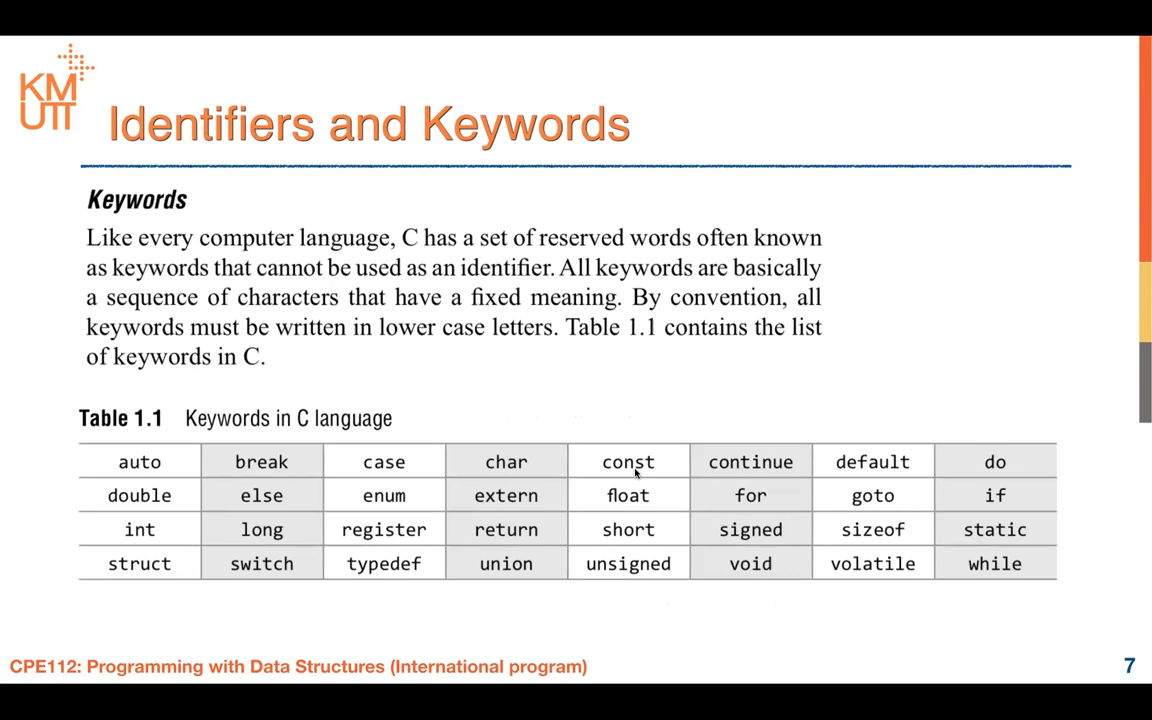 KM
UTT
Identifiers and Keywords
Keywords
Like every computer language, C has a set of reserved words often known
as keywords that cannot be used as an identifier. All keywords are basically
a sequence of characters that have a fixed meaning. By convention, all
keywords must be written in lower case letters. Table 1.1 contains the list
of keywords in C.
Table 1.1 Keywords in C language
auto break case char const continue default do
double else enum extern float for goto if
int long register return short signed sizeof static
struct switch typedef union unsigned void volatile while
CPE112: Programming with Data Structures (International program) 7